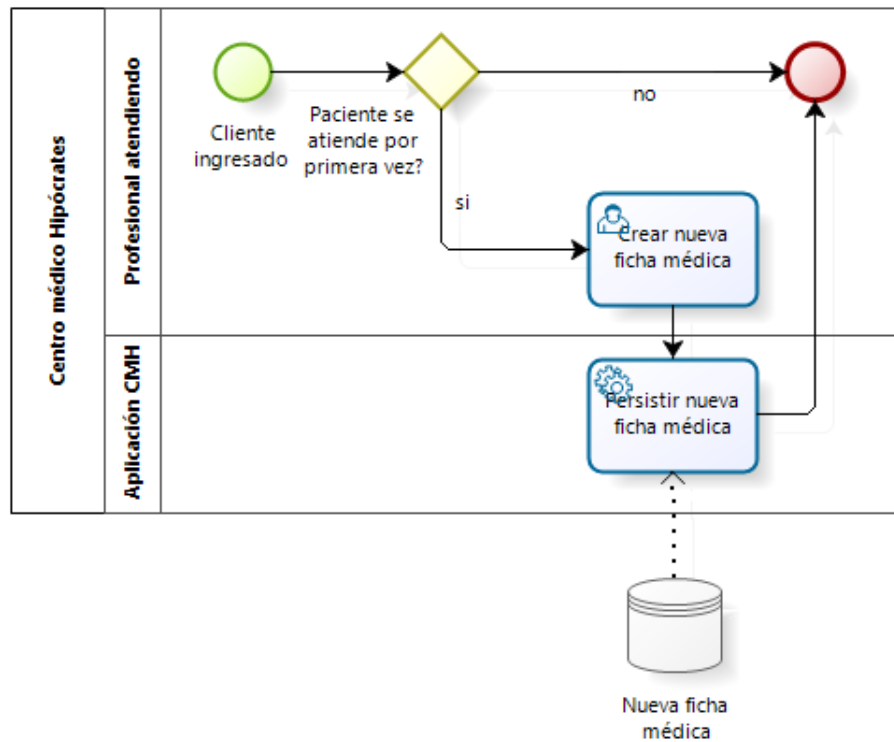 Centro médico Hipócrates
Profesional atendiendo
Cliente
ingresado
Paciente se
atiende por
primera vez?
no
si
Crear nueva
ficha médica
Aplicación CMH
Persistir nueva
ficha médica
Nueva ficha
médica